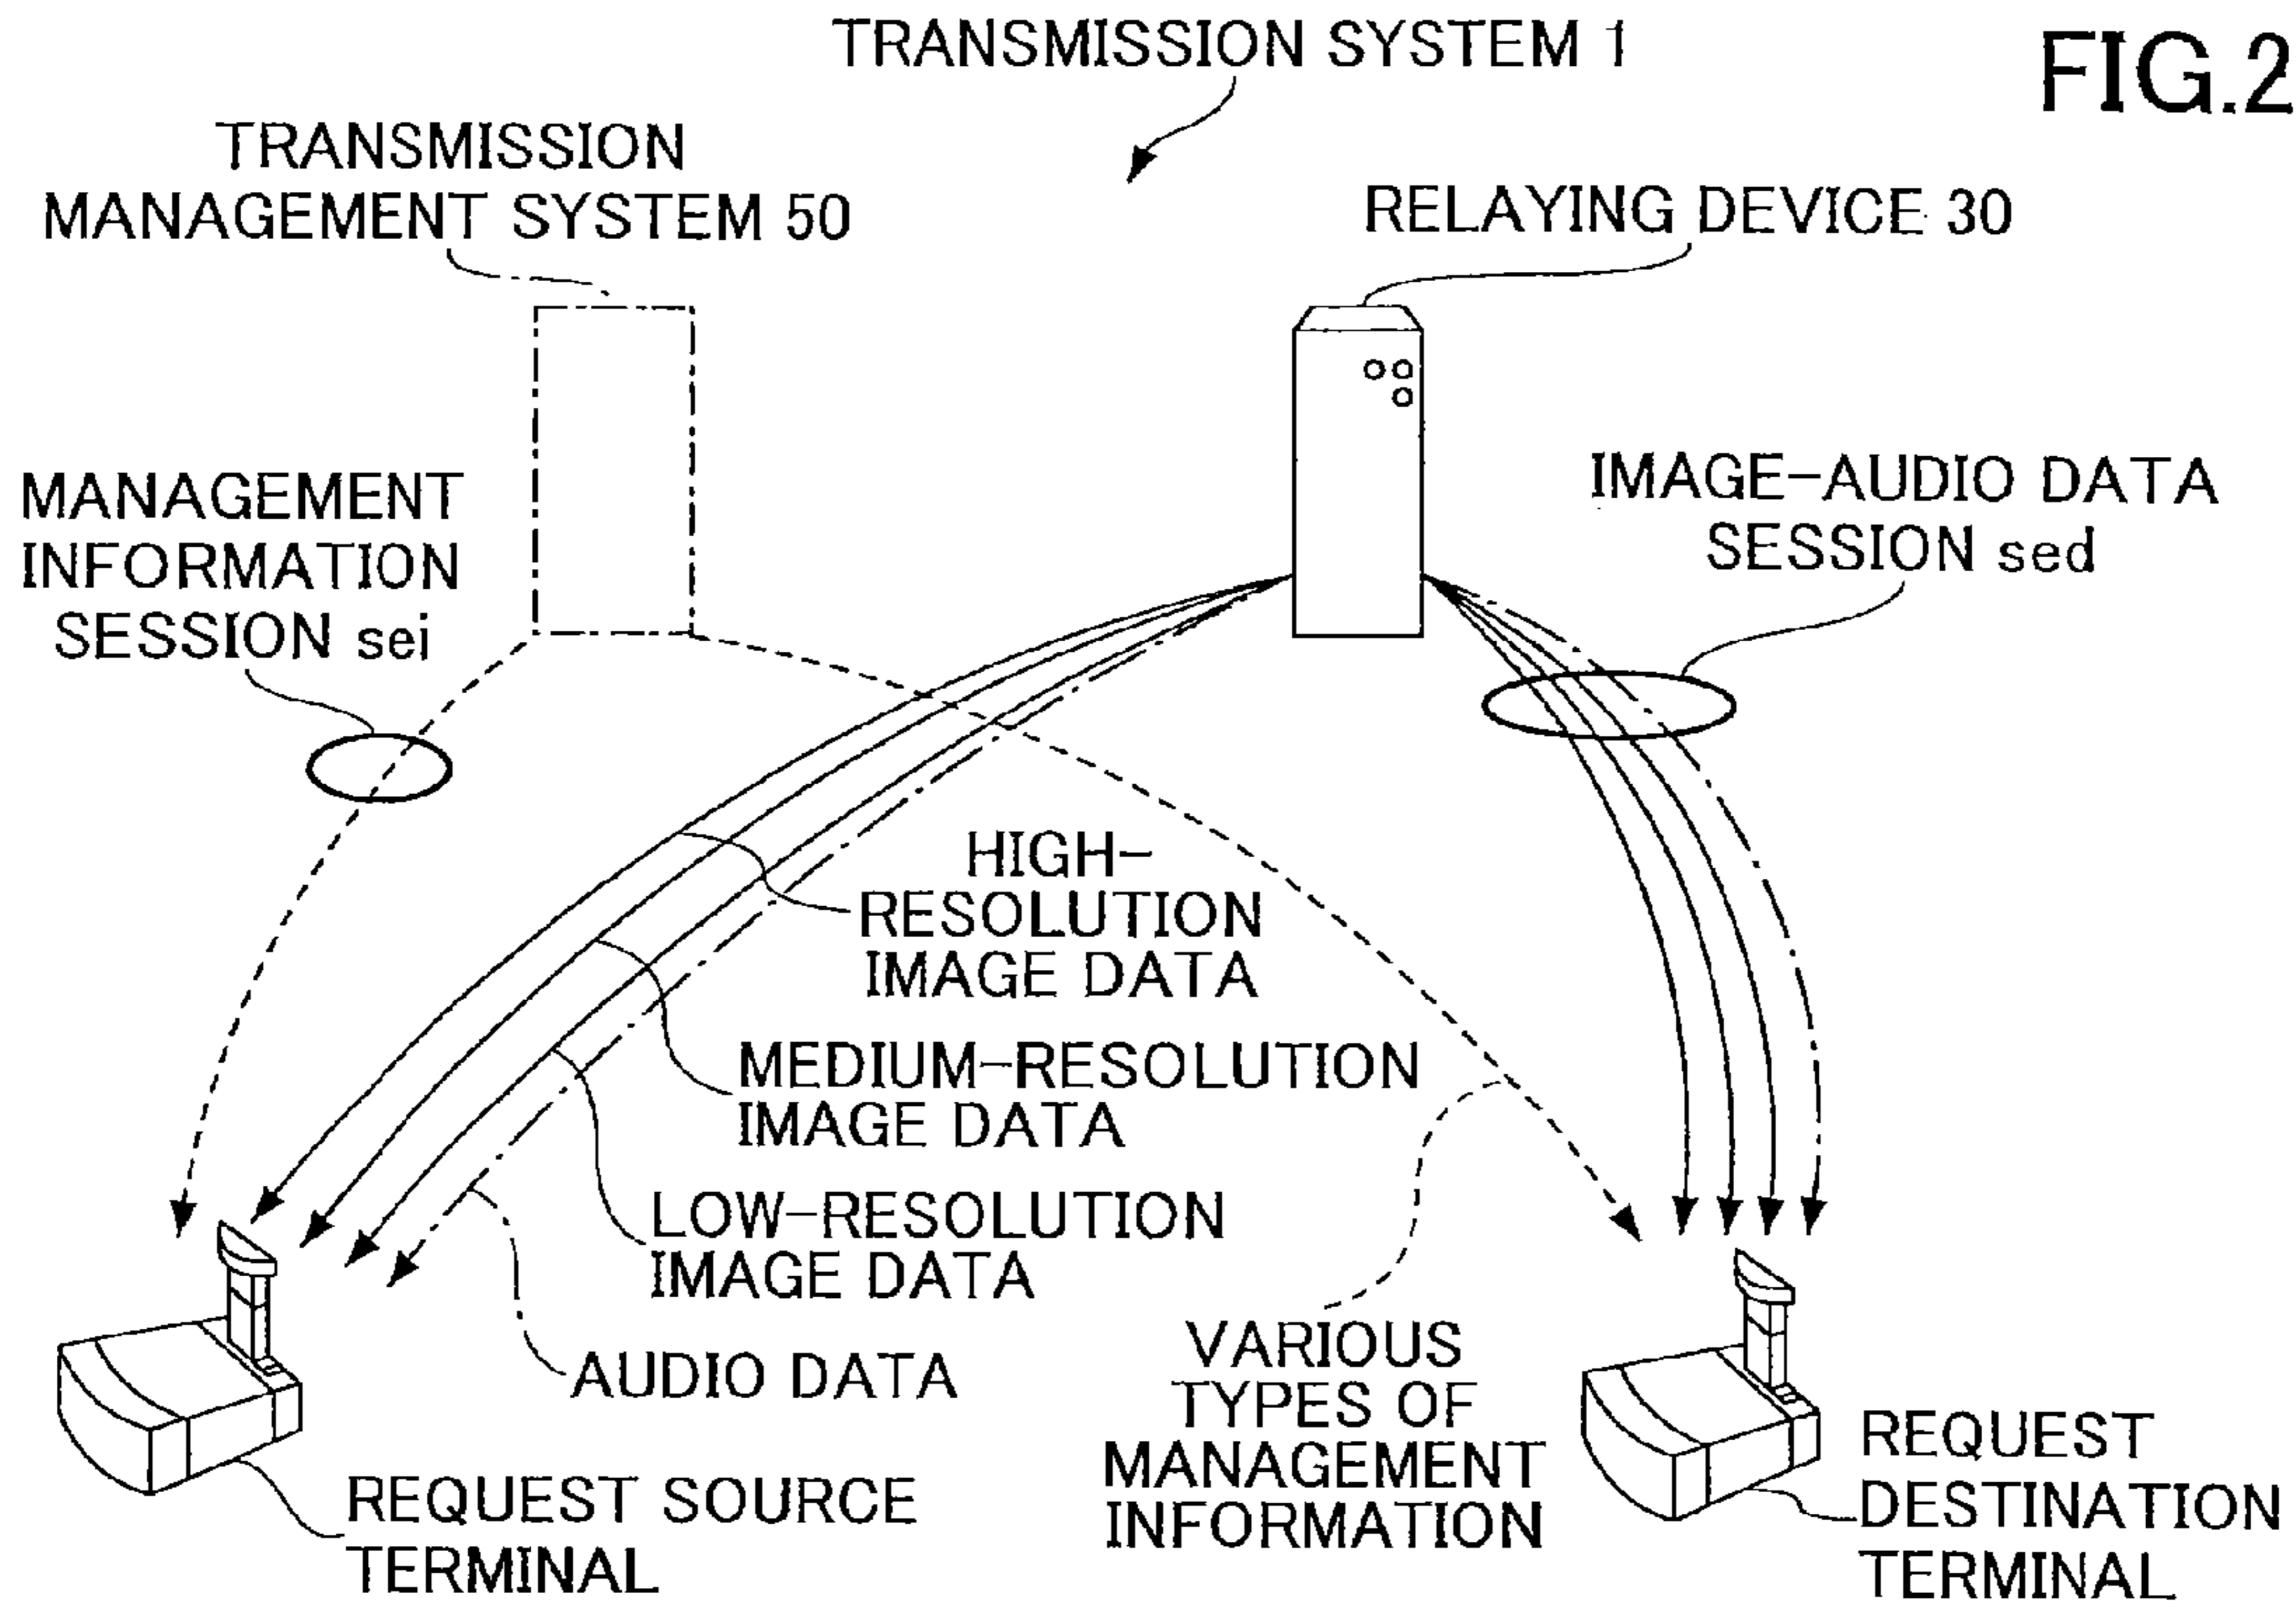 TRANSMISSION SYSTEM 1
FIG.2
TRANSMISSION
MANAGEMENT SYSTEM 50
RELAYING DEVICE 30
MANAGEMENT
INFORMATION
SESSION sei
IMAGE-AUDIO DATA
SESSION sed
HIGH-
RESOLUTION
IMAGE DATA
MEDIUM-RESOLUTION
IMAGE DATA
LOW-RESOLUTION
IMAGE DATA
AUDIO DATA
VARIOUS
TYPES OF
MANAGEMENT
INFORMATION
REQUEST SOURCE
TERMINAL
REQUEST
DESTINATION
TERMINAL